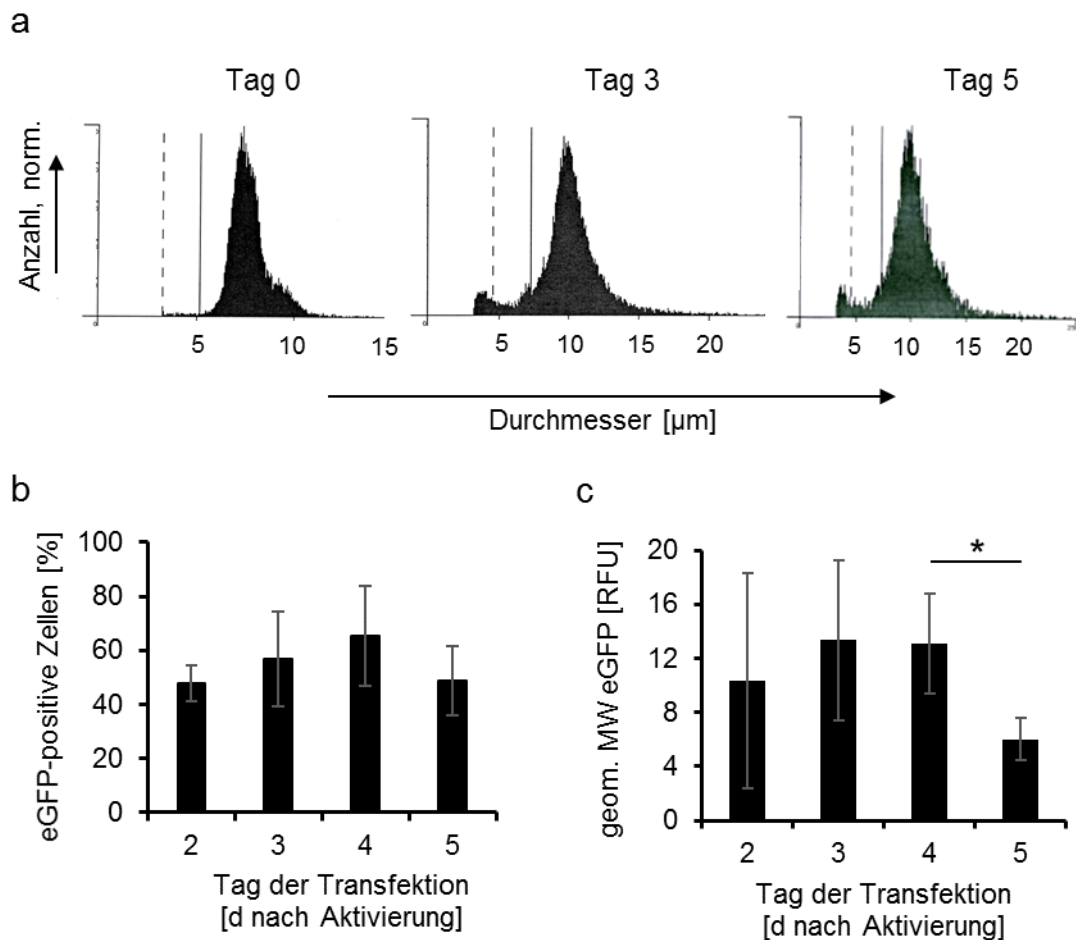 a
Tag 0
Tag 3
Tag 5
Anzahl, norm.
5 10 15
5 10 15 20
5 10 15 20
Durchmesser [µm]
b
eGFP-positive Zellen [%]
100
80
60
40
20
0
2 3 4 5
Tag der Transfektion
[d nach Aktivierung]
c
geom. MW eGFP [RFU]
20
16
12
8
4
0
*
2 3 4 5
Tag der Transfektion
[d nach Aktivierung]